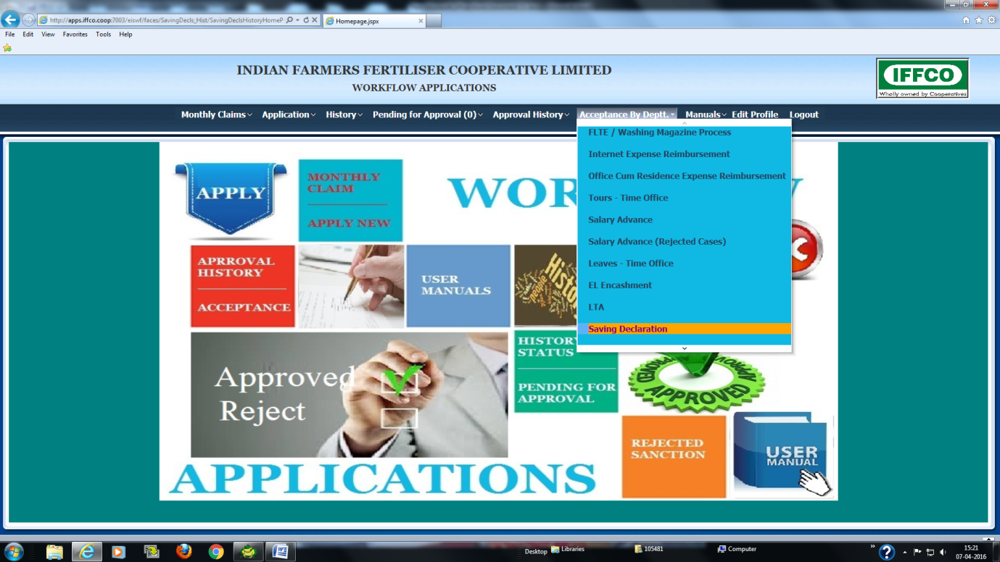 http://apps.iffco.coop:7003/eiswf/faces/SavingDecls_Hist/SavingDeclsHistoryHomeP
Homepage.jspx
File Edit View Favorites Tools Help
INDIAN FARMERS FERTILISER COOPERATIVE LIMITED
WORKFLOW APPLICATIONS
IFFCO
Wholly owned by Cooperatives
Monthly Claims Application History Pending for Approval (0) Approval History Acceptance By Deptt. Manuals Edit Profile Logout
FLTE / Washing Magazine Process
Internet Expense Reimbursement
Office Cum Residence Expense Reimbursement
Tours - Time Office
Salary Advance
Salary Advance (Rejected Cases)
Leaves - Time Office
EL Encashment
LTA
Saving Declaration
APPLY
MONTHLY
CLAIM
APPLY NEW
WOR
APRROVAL
HISTORY
ACCEPTANCE
USER
MANUALS
people
Histo
Approved
Reject
HISTORY
STATUS
PENDING FOR
APPROVAL
APPROVED
REJECTED
SANCTION
USER
MANUAL
APPLICATIONS
Desktop
Libraries
105481
Computer
15:21
07-04-2016